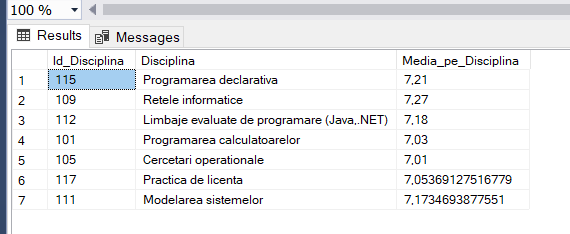 100 %
Results Messages
Id_Disciplina Disciplina Media_pe_Disciplina
1 115 Programarea declarativa 7,21
2 109 Retele informatice 7,27
3 112 Limbaje evaluate de programare (Java,.NET) 7,18
4 101 Programarea calculatoarelor 7,03
5 105 Cercetari operationale 7,01
6 117 Practica de licenta 7,05369127516779
7 111 Modelarea sistemelor 7,1734693877551